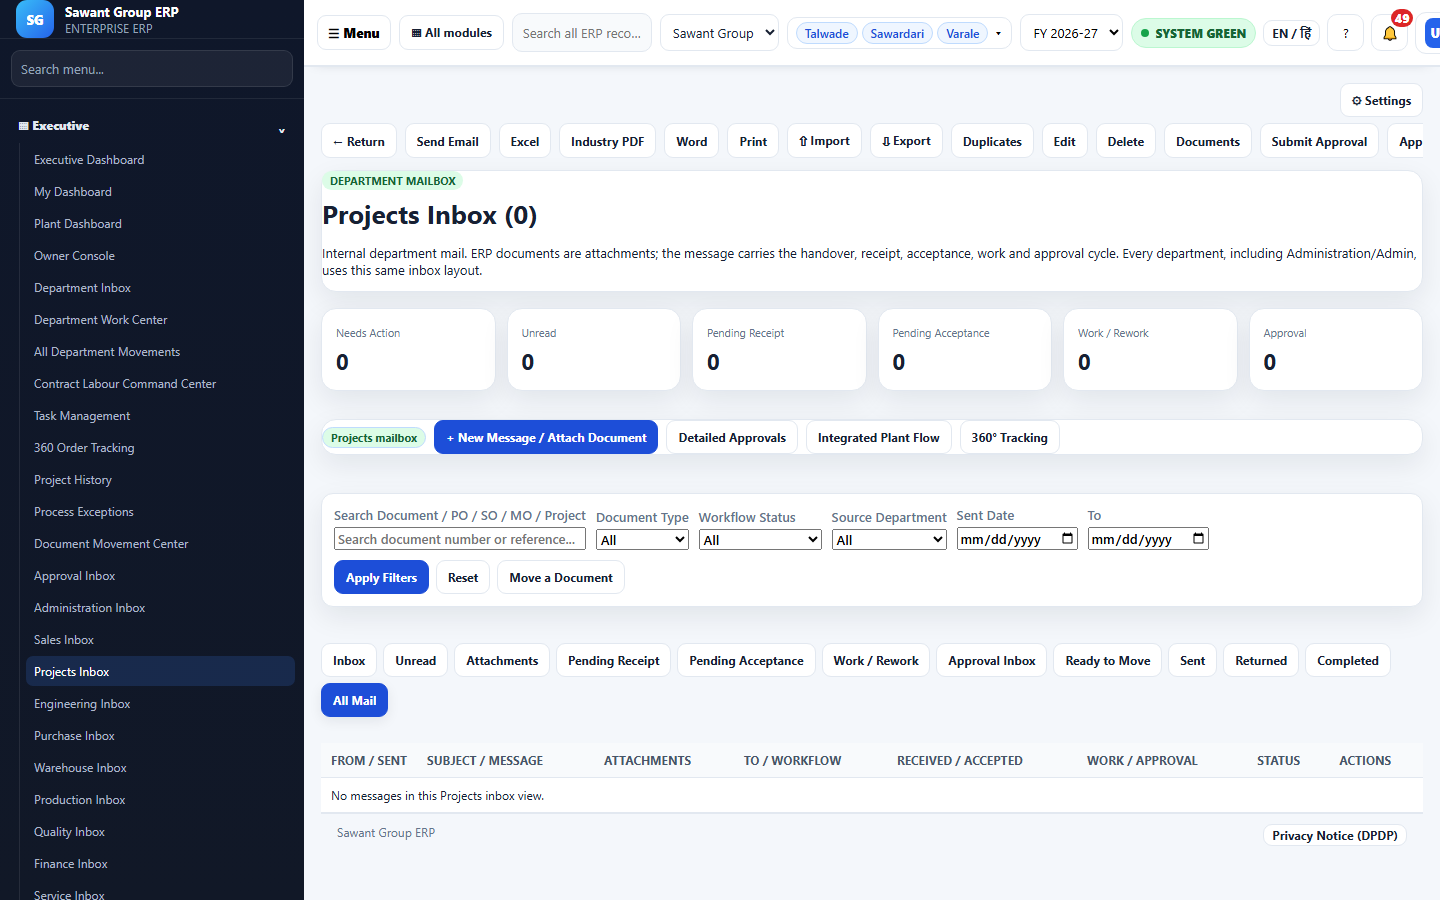 SG
Sawant Group ERP
ENTERPRISE ERP
Search menu...
Executive
Executive Dashboard
My Dashboard
Plant Dashboard
Owner Console
Department Inbox
Department Work Center
All Department Movements
Contract Labour Command Center
Task Management
360 Order Tracking
Project History
Process Exceptions
Document Movement Center
Approval Inbox
Administration Inbox
Sales Inbox
Projects Inbox
Engineering Inbox
Purchase Inbox
Warehouse Inbox
Production Inbox
Quality Inbox
Finance Inbox
Service Inbox
☰ Menu
All modules
Search all ERP reco...
Sawant Group
Talwade
Sawardari
Varale
FY 2026-27
SYSTEM GREEN
EN / हिं
?
49
U
⚙ Settings
← Return
Send Email
Excel
Industry PDF
Word
Print
⇧ Import
⇩ Export
Duplicates
Edit
Delete
Documents
Submit Approval
App
DEPARTMENT MAILBOX
Projects Inbox (0)
Internal department mail. ERP documents are attachments; the message carries the handover, receipt, acceptance, work and approval cycle. Every department, including Administration/Admin,
uses this same inbox layout.
Needs Action
0
Unread
0
Pending Receipt
0
Pending Acceptance
0
Work / Rework
0
Approval
0
Projects mailbox
+ New Message / Attach Document
Detailed Approvals
Integrated Plant Flow
360° Tracking
Search Document / PO / SO / MO / Project
Search document number or reference...
Document Type
All
Workflow Status
All
Source Department
All
Sent Date
mm/dd/yyyy
To
mm/dd/yyyy
Apply Filters
Reset
Move a Document
Inbox
Unread
Attachments
Pending Receipt
Pending Acceptance
Work / Rework
Approval Inbox
Ready to Move
Sent
Returned
Completed
All Mail
FROM / SENT
SUBJECT / MESSAGE
ATTACHMENTS
TO / WORKFLOW
RECEIVED / ACCEPTED
WORK / APPROVAL
STATUS
ACTIONS
No messages in this Projects inbox view.
Sawant Group ERP
Privacy Notice (DPDP)